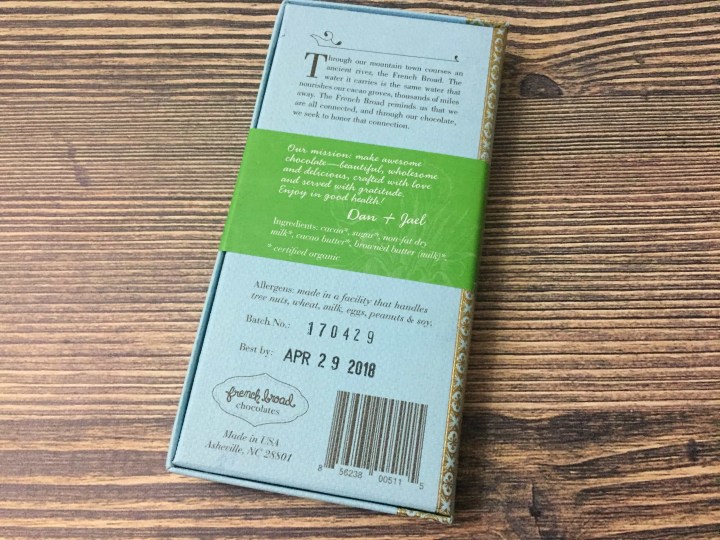 Through our mountain town courses an
ancient river, the French Broad. The
water it carries is the same water that
nourishes our cacao groves, thousands of miles
away. The French Broad reminds us that we
are all connected, and through our chocolate,
we seek to honor that connection.
Our mission: make awesome
chocolate—beautiful, wholesome
and delicious, crafted with love
and served with gratitude.
Enjoy in good health!
Dan + Jael
Ingredients: cacao*, sugar*, non-fat dry
milk*, cacao butter*, browned butter (milk)*.
* certified organic
Allergens: made in a facility that handles
tree nuts, wheat, milk, eggs, peanuts & soy.
Batch No.: 170429
Best by: APR 29 2018
french broad
chocolates
Made in USA
Asheville, NC 28801
8 56238 00511 5